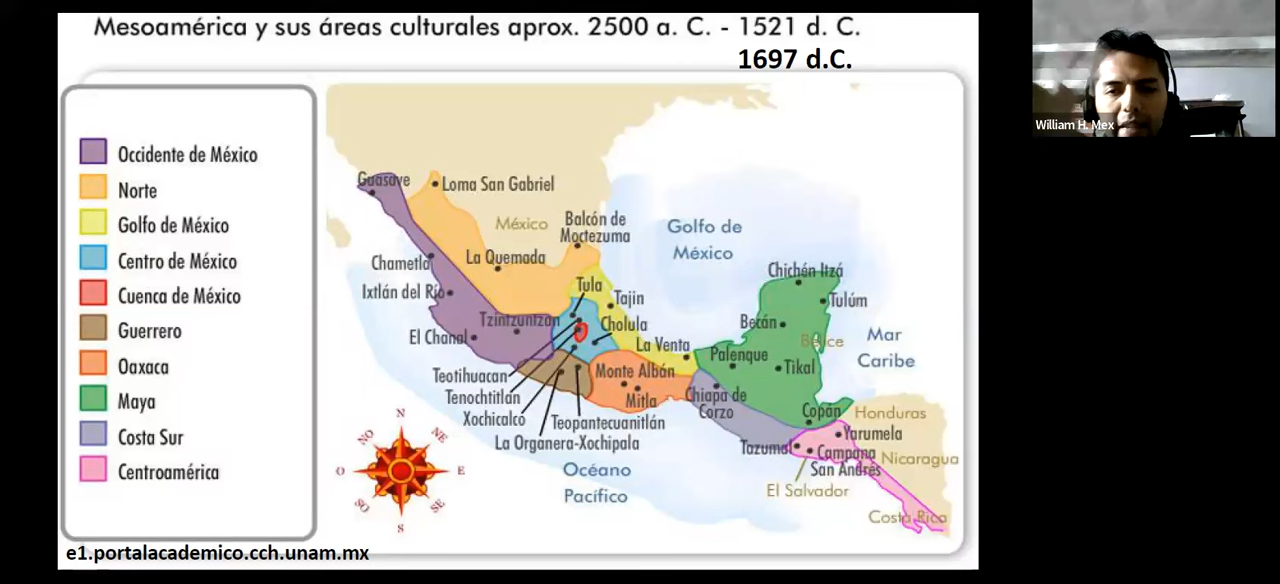 Mesoamérica y sus áreas culturales aprox. 2500 a. C. - 1521 d. C.
1697 d.C.
William H. Mex
Occidente de México
Norte
Golfo de México
Centro de México
Cuenca de México
Guerrero
Oaxaca
Maya
Costa Sur
Centroamérica
Guasave
Loma San Gabriel
México
Balcón de
Moctezuma
Golfo de
México
Chametla
La Quemada
Chichén Itzá
Ixtlán del Río
Tula
Tajin
Tulúm
El Chanal
Tzintzuntzan
Cholula
Becán
Belice
Mar
Caribe
La Venta
Palenque
Tikal
Teotihuacan
Monte Albán
Tenochtitlán
Mitla
Chiapa de
Corzo
Xochicalco
Teopantecuanitlán
Copán
Honduras
La Organera-Xochipala
Tazumal
Yarumela
Campana
San Andrés
Nicaragua
Océano
Pacífico
El Salvador
Costa Rica
N
NO
NE
O
E
SO
SE
S
e1.portalacademico.cch.unam.mx